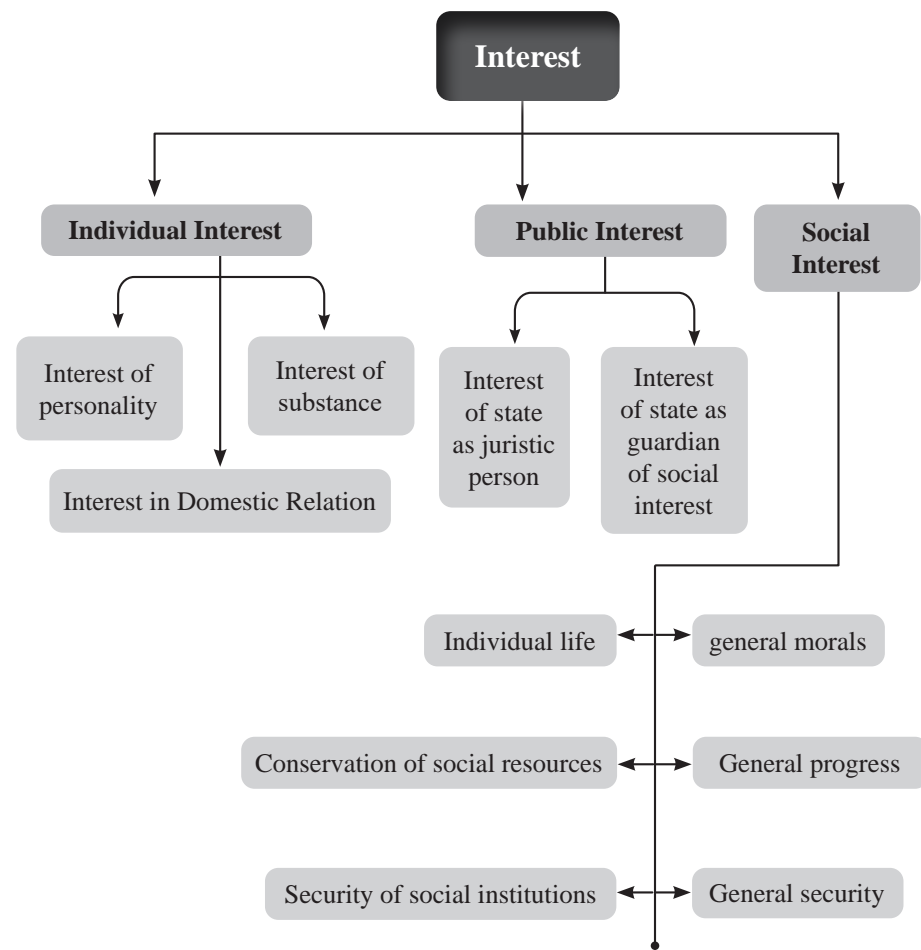 Interest
Individual Interest
Public Interest
Social
Interest
Interest of
personality
Interest of
substance
Interest in Domestic Relation
Interest
of state
as juristic
person
Interest
of state as
guardian
of social
interest
Individual life
general morals
Conservation of social resources
General progress
Security of social institutions
General security